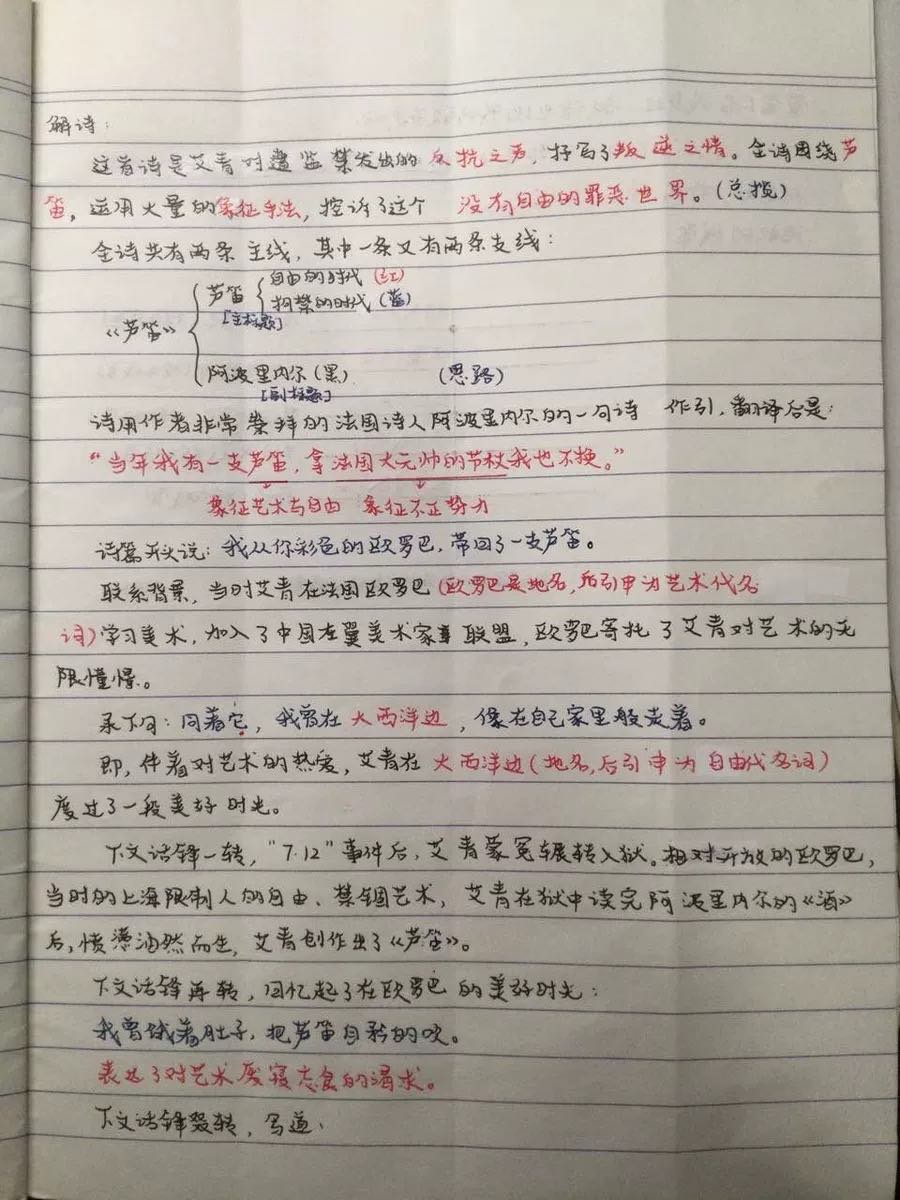 解诗：
这首诗是艾青对遭监禁发出的反抗之声，抒写了叛逆之情。全诗围绕芦
笛，运用大量的象征手法，控诉了这个 没有自由的罪恶世界。（总揽）
全诗共有两条主线，其中一条又有两条支线：
自由的时代（红）
芦笛
拘禁的时代（蓝）
[主标题]
《芦笛》
阿波里内尔（黑） （思路）
[副标题]
诗用作者非常崇拜的法国诗人阿波里内尔的一句诗 作引，翻译后是：
“当年我有一支芦笛，拿法国大元帅的节杖我也不换。”
象征艺术与自由 象征不正势力
诗篇开头说：我从你彩色的欧罗巴，带回了一支芦笛。
联系背景，当时艾青在法国欧罗巴（欧罗巴是地名，后引申为艺术代名
词）学习美术，加入了中国左翼美术家联盟，欧罗巴寄托了艾青对艺术的无
限憧憬。
承下句：同着它，我曾在大西洋边，像在自己家里般走着。
即，伴着对艺术的热爱，艾青在大西洋边（地名，后引申为自由代名词）
度过了一段美好时光。
下文话锋一转，“7.12”事件后，艾青蒙冤辗转入狱。相对开放的欧罗巴，
当时的上海限制人的自由、禁锢艺术，艾青在狱中读完阿波里内尔的《酒》
后，愤懑油然而生，艾青创作出了《芦笛》。
下文话锋再转，回忆起了在欧罗巴的美好时光：
我曾饿着肚子，把芦笛自矜的吹。
表达了对艺术废寝忘食的渴求。
下文话锋叕转，写道：